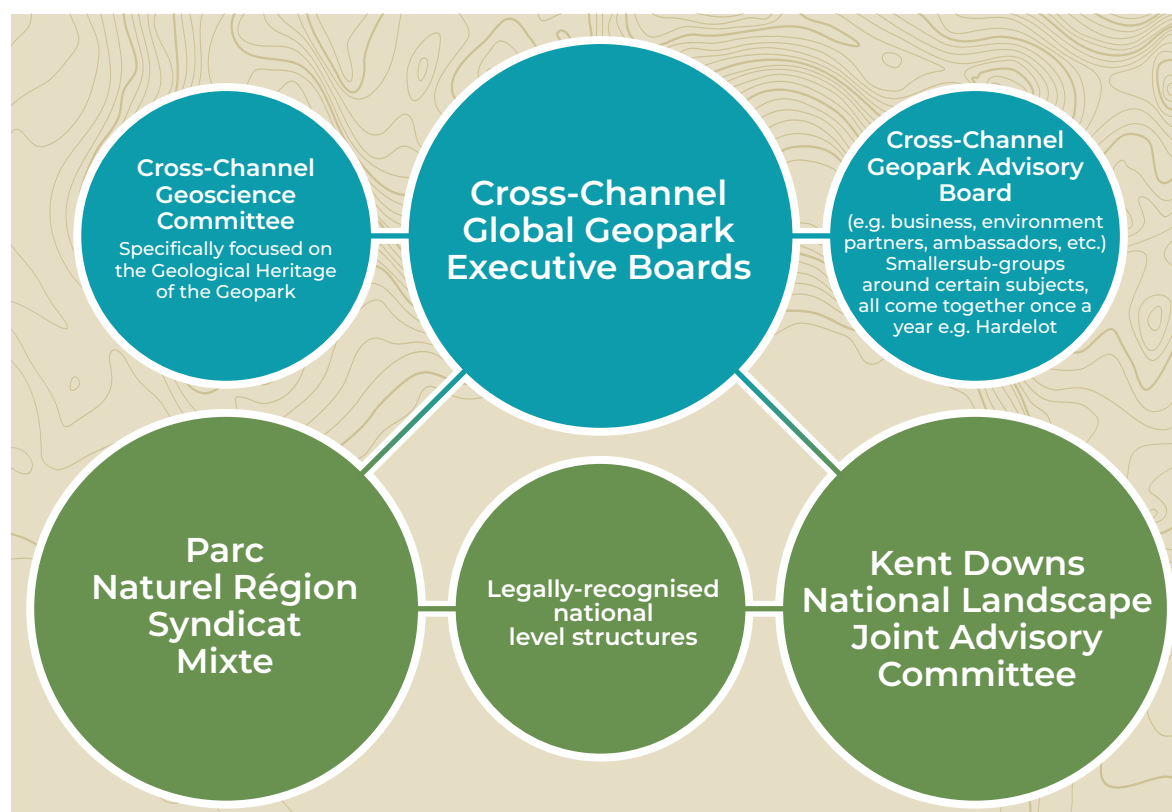 Cross-Channel
Geoscience
Committee
Specifically focused on
the Geological Heritage
of the Geopark
Cross-Channel
Global Geopark
Executive Boards
Cross-Channel
Geopark Advisory
Board
(e.g. business, environment
partners, ambassadors, etc.)
Smallersub-groups
around certain subjects,
all come together once a
year e.g. Hardelot
Parc
Naturel Région
Syndicat
Mixte
Legally-recognised
national
level structures
Kent Downs
National Landscape
Joint Advisory
Committee